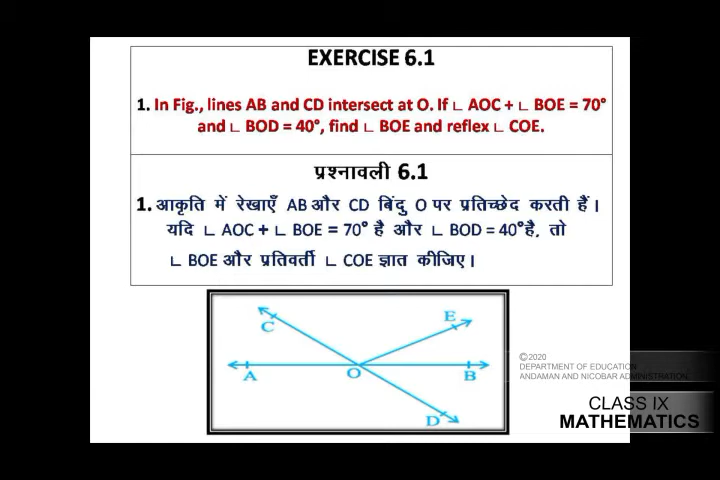 EXERCISE 6.1
1. In Fig., lines AB and CD intersect at O. If ∟ AOC + ∟ BOE = 70°
and ∟ BOD = 40°, find ∟ BOE and reflex ∟ COE.
प्रश्नावली 6.1
1. आकृति में रेखाएँ AB और CD बिंदु O पर प्रतिच्छेद करती हैं।
यदि ∟ AOC + ∟ BOE = 70° है और ∟ BOD = 40°है, तो
∟ BOE और प्रतिवर्ती ∟ COE ज्ञात कीजिए।
C
E
A
O
B
D
©2020
DEPARTMENT OF EDUCATION
ANDAMAN AND NICOBAR ADMINISTRATION
CLASS IX
MATHEMATICS